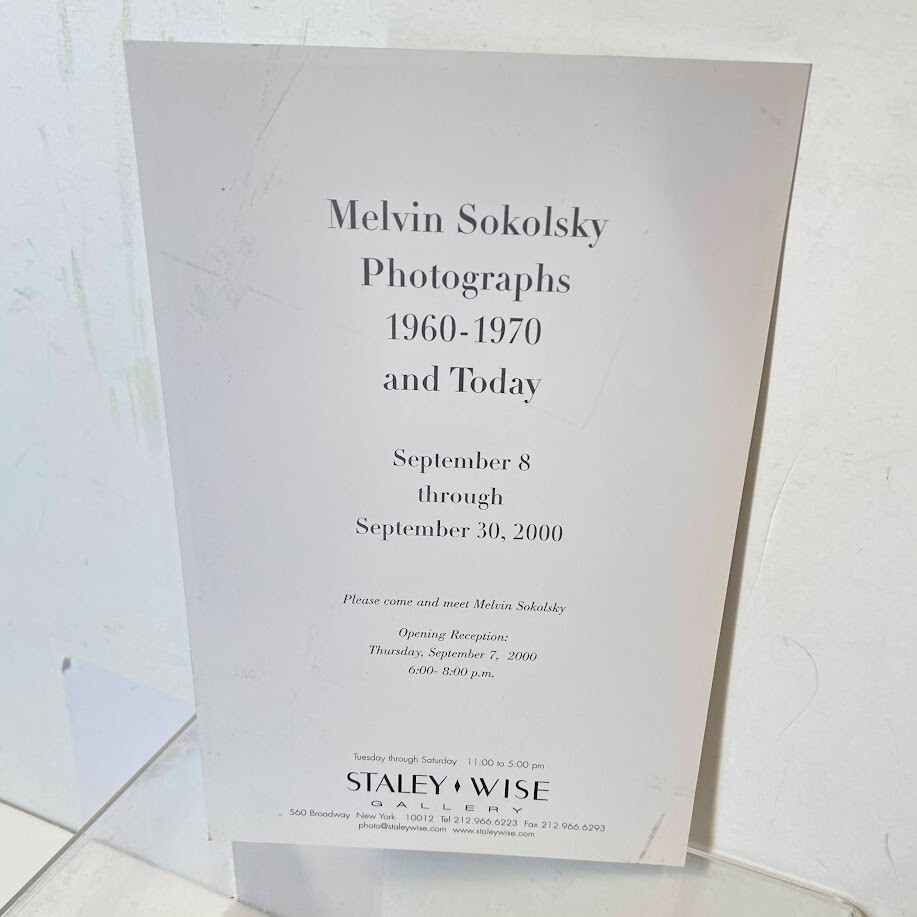 Melvin Sokolsky
Photographs
1960-1970
and Today
September 8
through
September 30, 2000
Please come and meet Melvin Sokolsky
Opening Reception:
Thursday, September 7, 2000
6:00- 8:00 p.m.
Tuesday through Saturday 11:00 to 5:00 pm
STALEY♦WISE
GALLERY
560 Broadway New York 10012 Tel 212.966.6223 Fax 212.966.6293
photo@staleywise.com www.staleywise.com